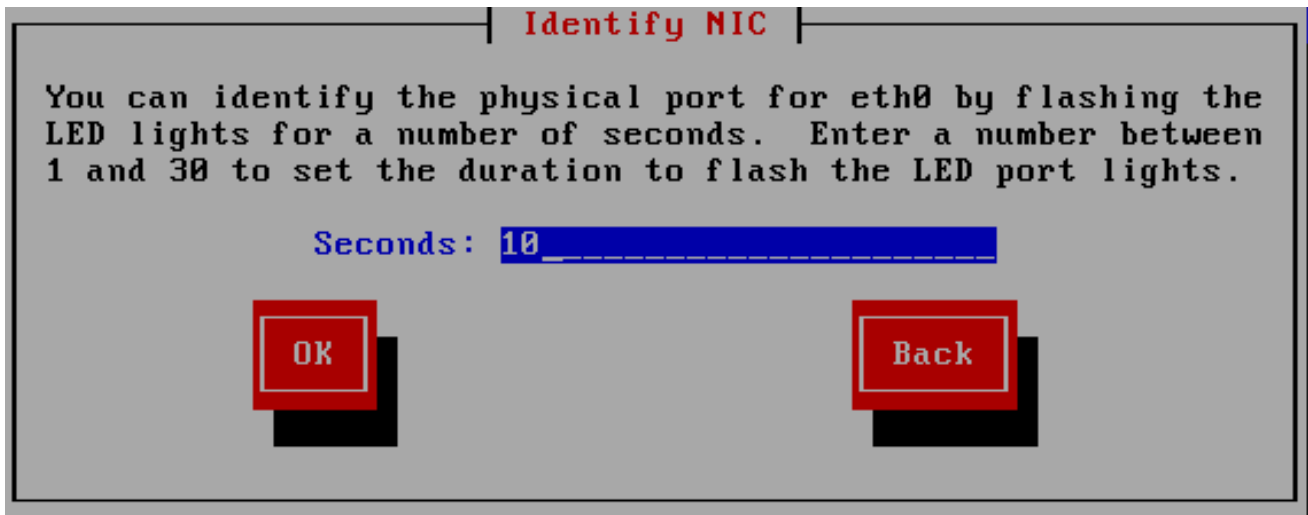 Identify NIC
You can identify the physical port for eth0 by flashing the
LED lights for a number of seconds.  Enter a number between
1 and 30 to set the duration to flash the LED port lights.
Seconds: 10_____________________
OK Back